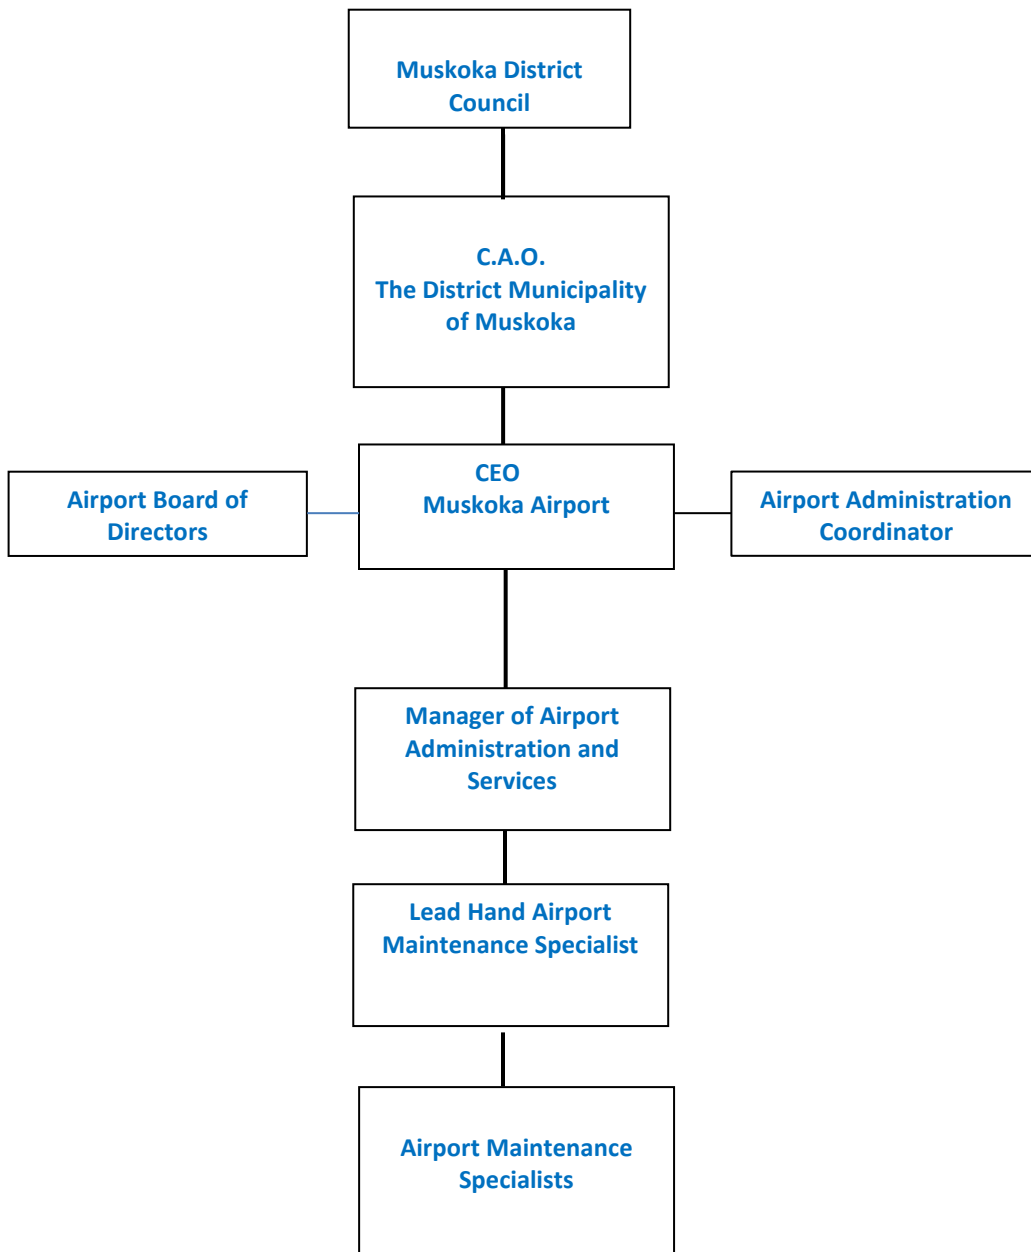 Muskoka District
Council
C.A.O.
The District Municipality
of Muskoka
CEO
Muskoka Airport
Airport Board of
Directors
Airport Administration
Coordinator
Manager of Airport
Administration and
Services
Lead Hand Airport
Maintenance Specialist
Airport Maintenance
Specialists